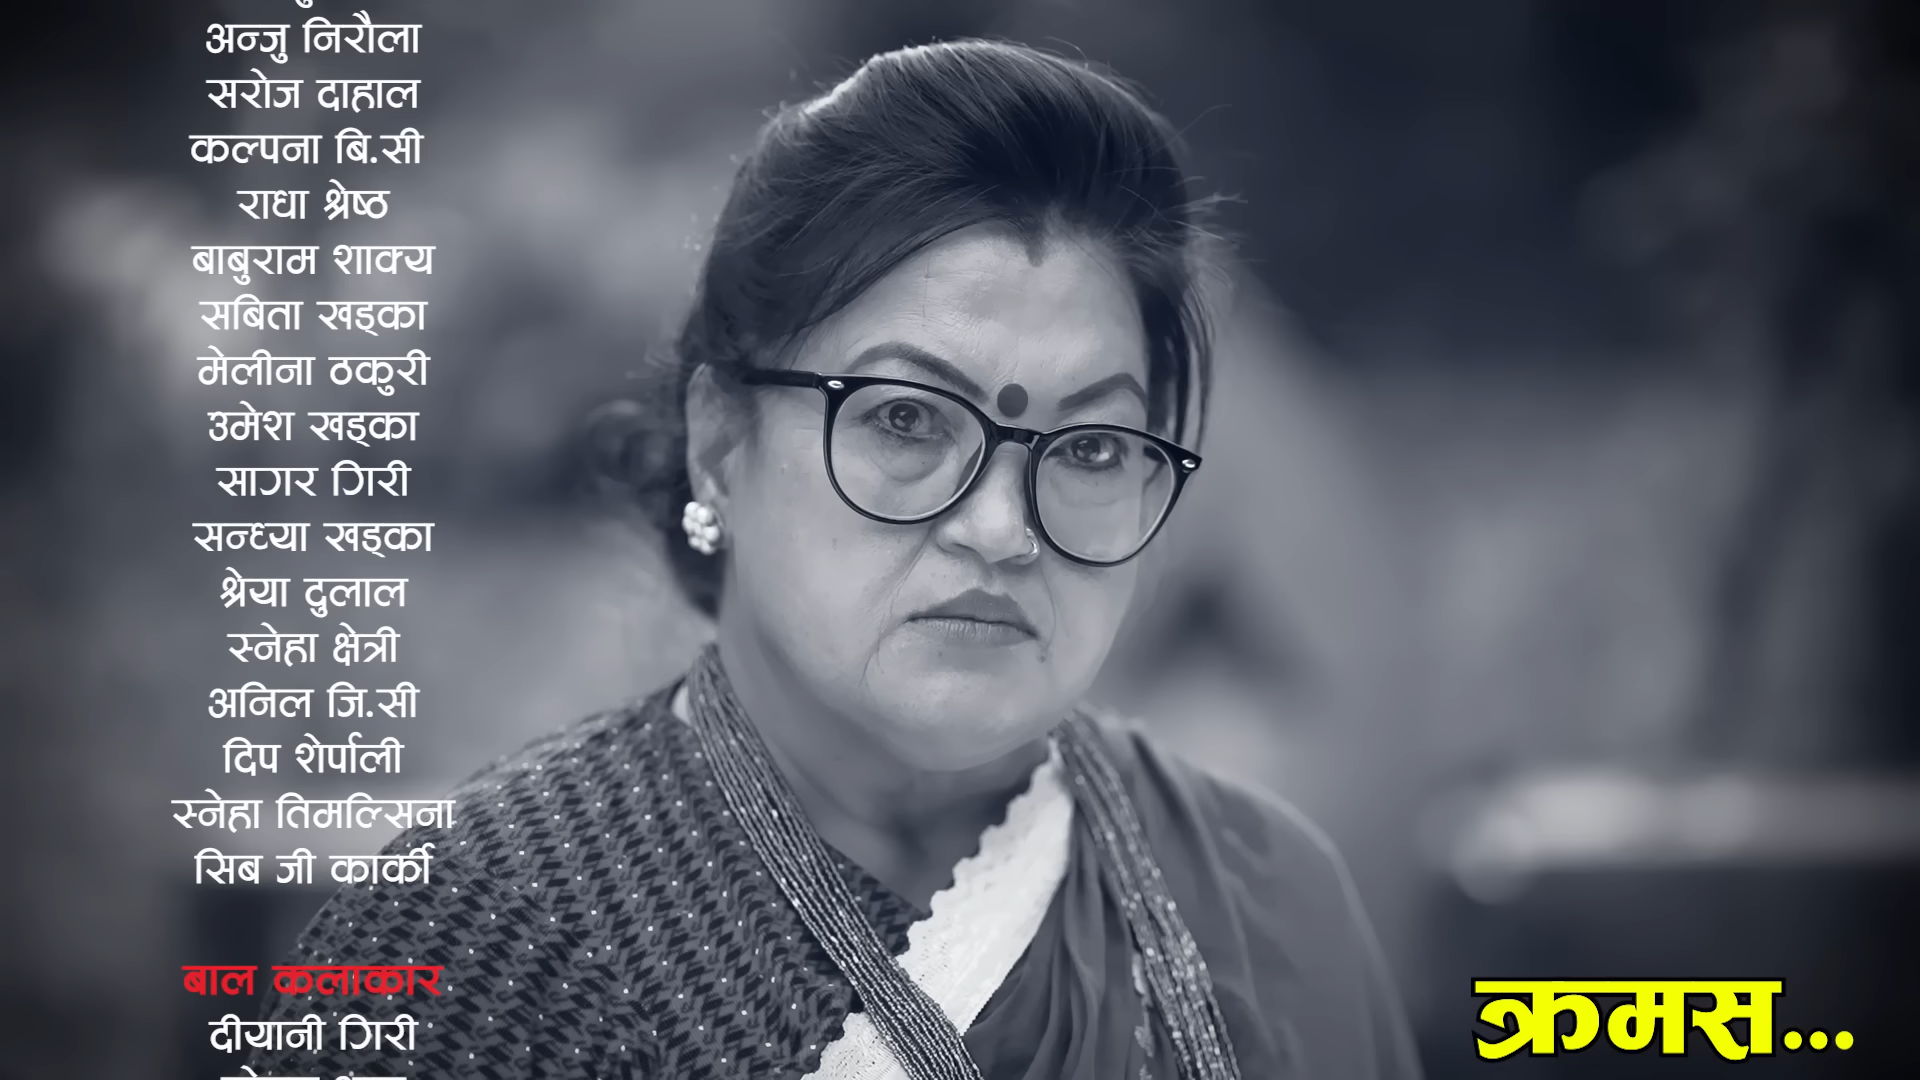 अन्जु निरौला
सरोज दाहाल
कल्पना बि.सी
राधा श्रेष्ठ
बाबुराम शाक्य
सबिता खड्का
मेलीना ठकुरी
उमेश खड्का
सागर गिरी
सन्ध्या खड्का
श्रेया दुलाल
स्नेहा क्षेत्री
अनिल जि.सी
दिप शेर्पाली
स्नेहा तिमल्सिना
सिब जी कार्की
बाल कलाकार
दीयानी गिरी
क्रमस...